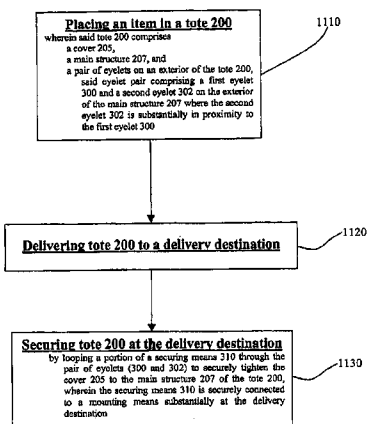 Placing an item in a tote 200
wherein said tote 200 comprises
a cover 205,
a main structure 207, and
a pair of eyelets on an exterior of the tote 200,
said eyelet pair comprising a first eyelet
300 and a second eyelet 302 on the exterior
of the main structure 207 where the second
eyelet 302 is substantially in proximity to
the first eyelet 300
1110
Delivering tote 200 to a delivery destination
1120
Securing tote 200 at the delivery destination
by looping a portion of a securing means 310 through the
pair of eyelets (300 and 302) to securely tighten the
cover 205 to the main structure 207 of the tote 200,
wherein the securing means 310 is securely connected
to a mounting means substantially at the delivery
destination
1130